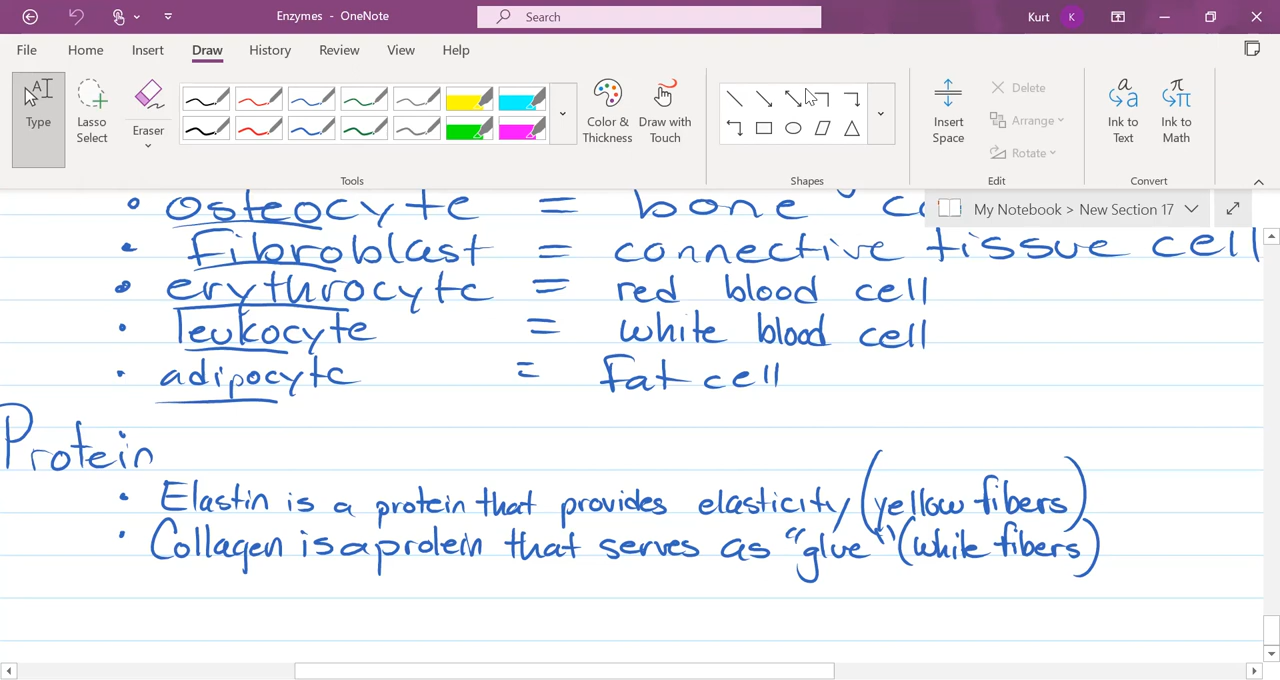 Enzymes - OneNote
Search
Kurt K
File Home Insert Draw History Review View Help
Type
Lasso Select
Eraser
Color & Thickness
Draw with Touch
Insert Space
Delete
Arrange
Rotate
Ink to Text
Ink to Math
Tools Shapes Edit Convert
My Notebook > New Section 17
• osteocyte = bone
• Fibroblast = connective tissue cell
• erythrocyte = red blood cell
• leukocyte = white blood cell
• adipocyte = fat cell
Protein
• Elastin is a protein that provides elasticity (yellow fibers)
• Collagen is a protein that serves as "glue" (white fibers)